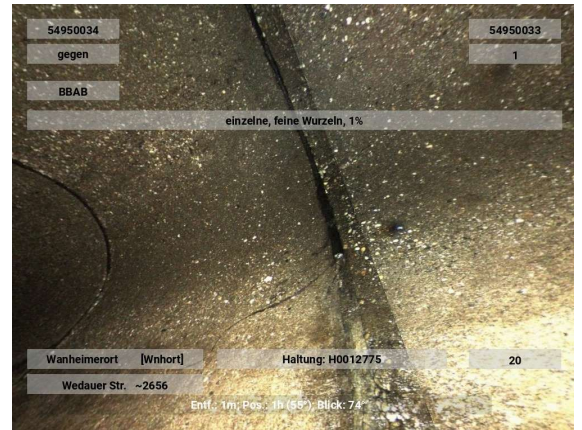 54950034 54950033
gegen 1
BBAB
einzelne, feine Wurzeln, 1%
Wanheimerort [Wnhort] Haltung: H0012775 20
Wedauer Str. ~2656
Entf.: 1m; Pos.: 1h (55°); Blick: 74°